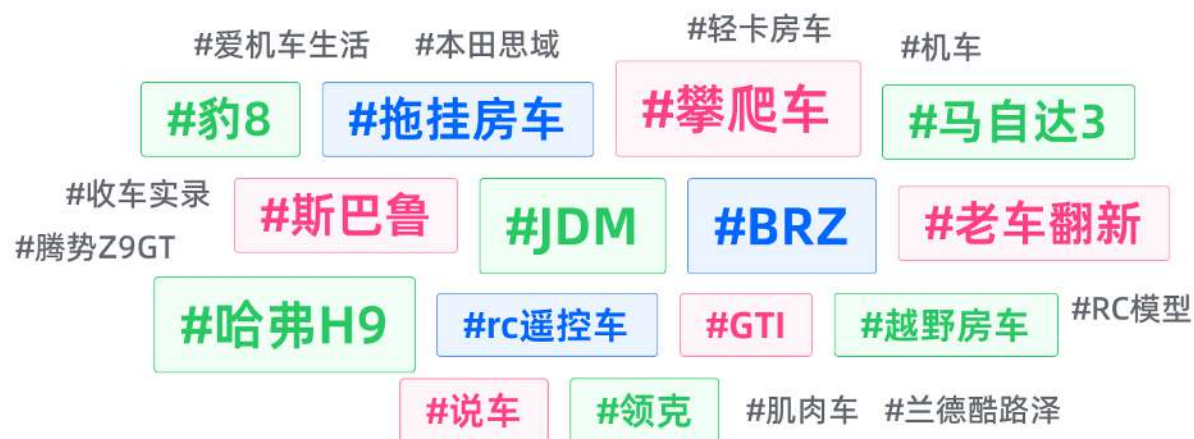 #爱机车生活 #本田思域 #轻卡房车 #机车
#豹8 #拖挂房车 #攀爬车 #马自达3
#收车实录 #斯巴鲁 #JDM #BRZ #老车翻新
#腾势Z9GT
#哈弗H9 #rc遥控车 #GTI #越野房车 #RC模型
#说车 #领克 #肌肉车 #兰德酷路泽